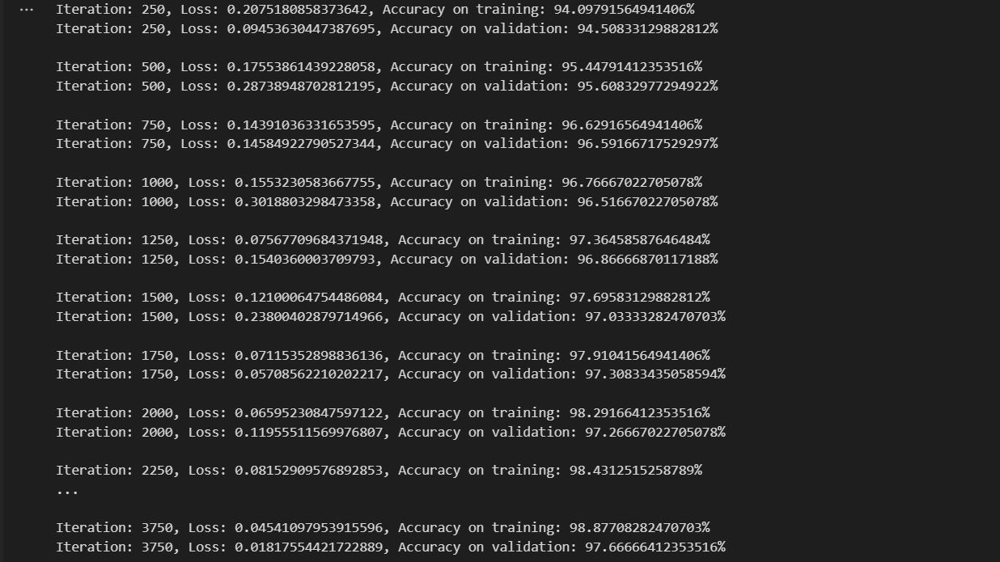 ...
Iteration: 250, Loss: 0.2075180858373642, Accuracy on training: 94.09791564941406%
Iteration: 250, Loss: 0.09453630447387695, Accuracy on validation: 94.50833129882812%
Iteration: 500, Loss: 0.17553861439228058, Accuracy on training: 95.44791412353516%
Iteration: 500, Loss: 0.28738948702812195, Accuracy on validation: 95.60832977294922%
Iteration: 750, Loss: 0.14391036331653595, Accuracy on training: 96.62916564941406%
Iteration: 750, Loss: 0.14584922790527344, Accuracy on validation: 96.59166717529297%
Iteration: 1000, Loss: 0.1553230583667755, Accuracy on training: 96.76667022705078%
Iteration: 1000, Loss: 0.3018803298473358, Accuracy on validation: 96.51667022705078%
Iteration: 1250, Loss: 0.07567709684371948, Accuracy on training: 97.36458587646484%
Iteration: 1250, Loss: 0.1540360003709793, Accuracy on validation: 96.86666870117188%
Iteration: 1500, Loss: 0.12100064754486084, Accuracy on training: 97.69583129882812%
Iteration: 1500, Loss: 0.23800402879714966, Accuracy on validation: 97.03333282470703%
Iteration: 1750, Loss: 0.07115352898836136, Accuracy on training: 97.91041564941406%
Iteration: 1750, Loss: 0.05708562210202217, Accuracy on validation: 97.30833435058594%
Iteration: 2000, Loss: 0.06595230847597122, Accuracy on training: 98.29166412353516%
Iteration: 2000, Loss: 0.11955511569976807, Accuracy on validation: 97.26667022705078%
Iteration: 2250, Loss: 0.08152909576892853, Accuracy on training: 98.4312515258789%
...
Iteration: 3750, Loss: 0.04541097953915596, Accuracy on training: 98.87708282470703%
Iteration: 3750, Loss: 0.01817554421722889, Accuracy on validation: 97.66666412353516%